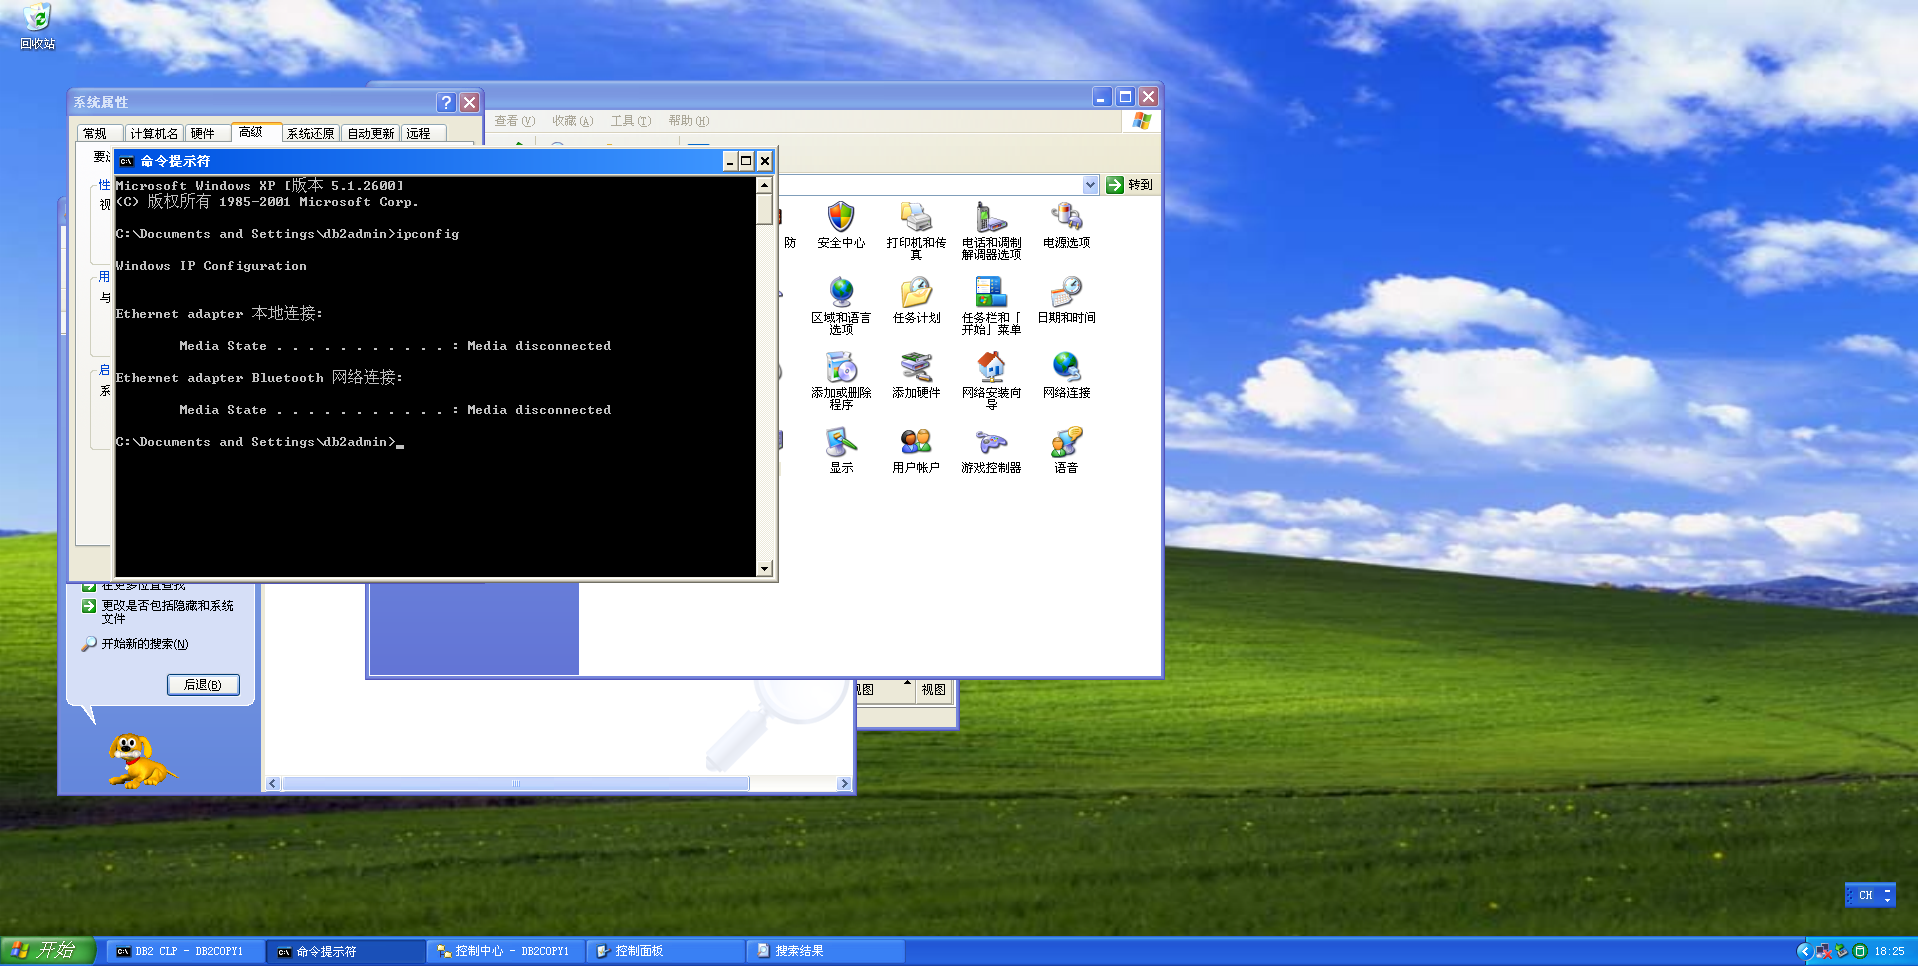 回收站
系统属性
常规
计算机名
硬件
高级
系统还原
自动更新
远程
查看(V)
收藏(A)
工具(T)
帮助(H)
转到
命令提示符
Microsoft Windows XP [版本 5.1.2600]
(C) 版权所有 1985-2001 Microsoft Corp.
C:\Documents and Settings\db2admin>ipconfig
Windows IP Configuration
Ethernet adapter 本地连接:
Media State . . . . . . . . . . . : Media disconnected
Ethernet adapter Bluetooth 网络连接:
Media State . . . . . . . . . . . : Media disconnected
C:\Documents and Settings\db2admin>_
要
性
视
用
与
启
系
防
安全中心
打印机和传
真
电话和调制
解调器选项
电源选项
区域和语言
选项
任务计划
任务栏和「
开始」菜单
日期和时间
添加或删除
程序
添加硬件
网络安装向
导
网络连接
显示
用户帐户
游戏控制器
语音
在更多位置查找
更改是否包括隐藏和系统
文件
开始新的搜索(N)
后退(B)
视图
视图
CH
开始
DB2 CLP - DB2COPY1
命令提示符
控制中心 - DB2COPY1
控制面板
搜索结果
18:25